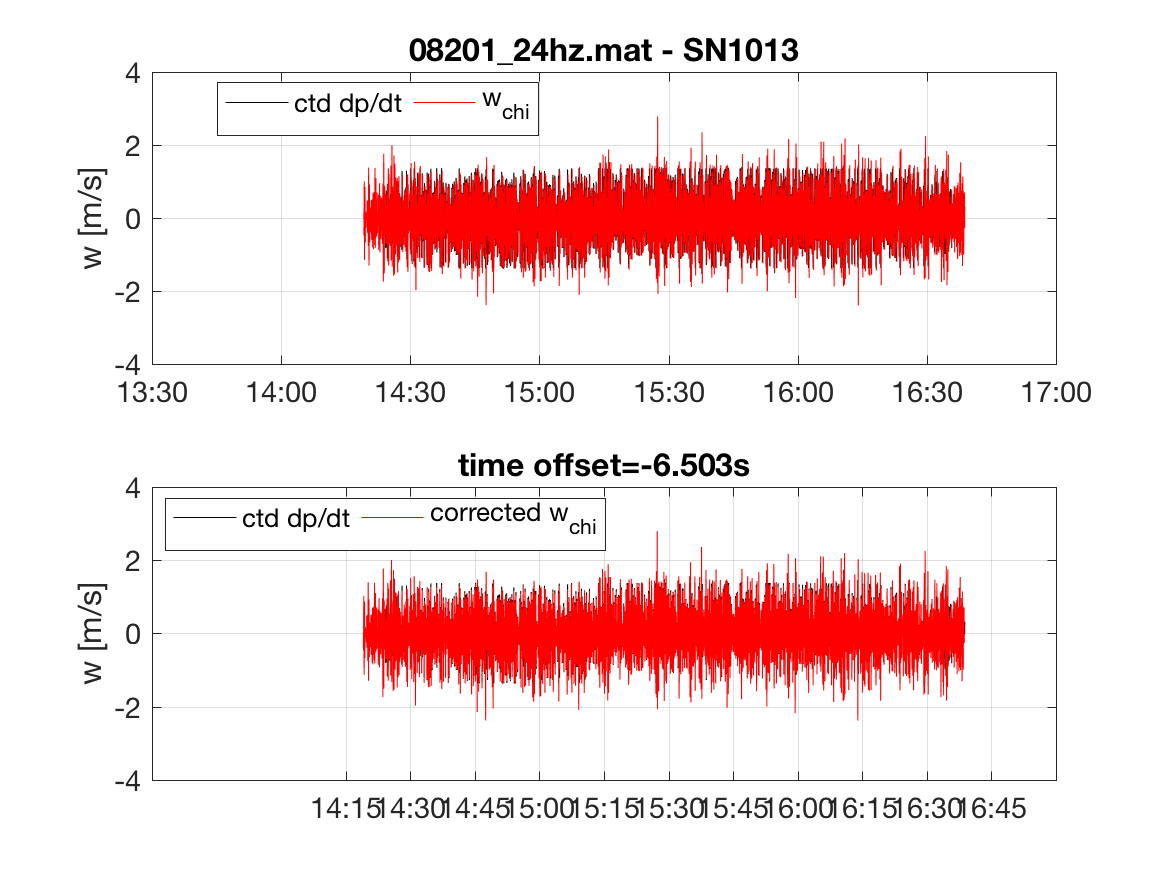 08201_24hz.mat - SN1013
4
ctd dp/dt w_chi
2
w [m/s]
0
-2
-4
13:30 14:00 14:30 15:00 15:30 16:00 16:30 17:00
time offset=-6.503s
4
ctd dp/dt corrected w_chi
2
w [m/s]
0
-2
-4
14:15 14:30 14:45 15:00 15:15 15:30 15:45 16:00 16:15 16:30 16:45